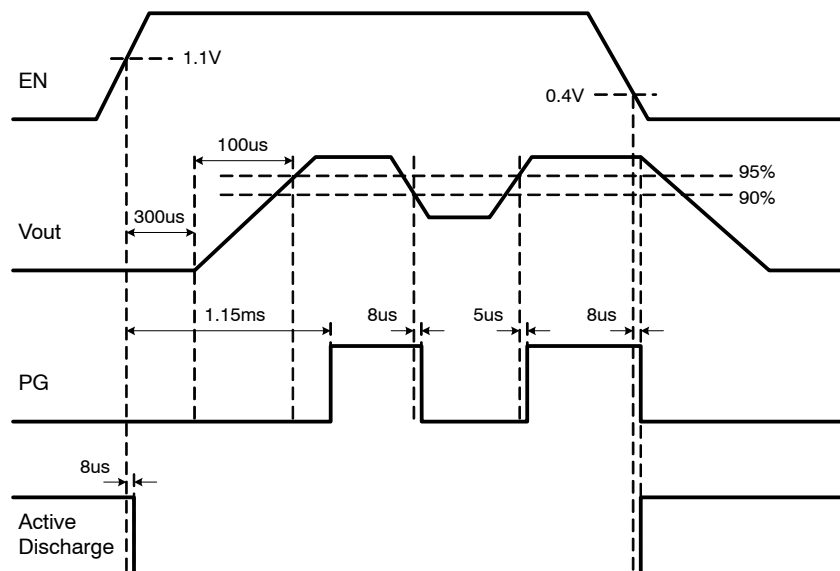 1.1V
EN
0.4V
100us
95%
90%
300us
Vout
1.15ms
8us
5us
8us
PG
8us
Active
Discharge